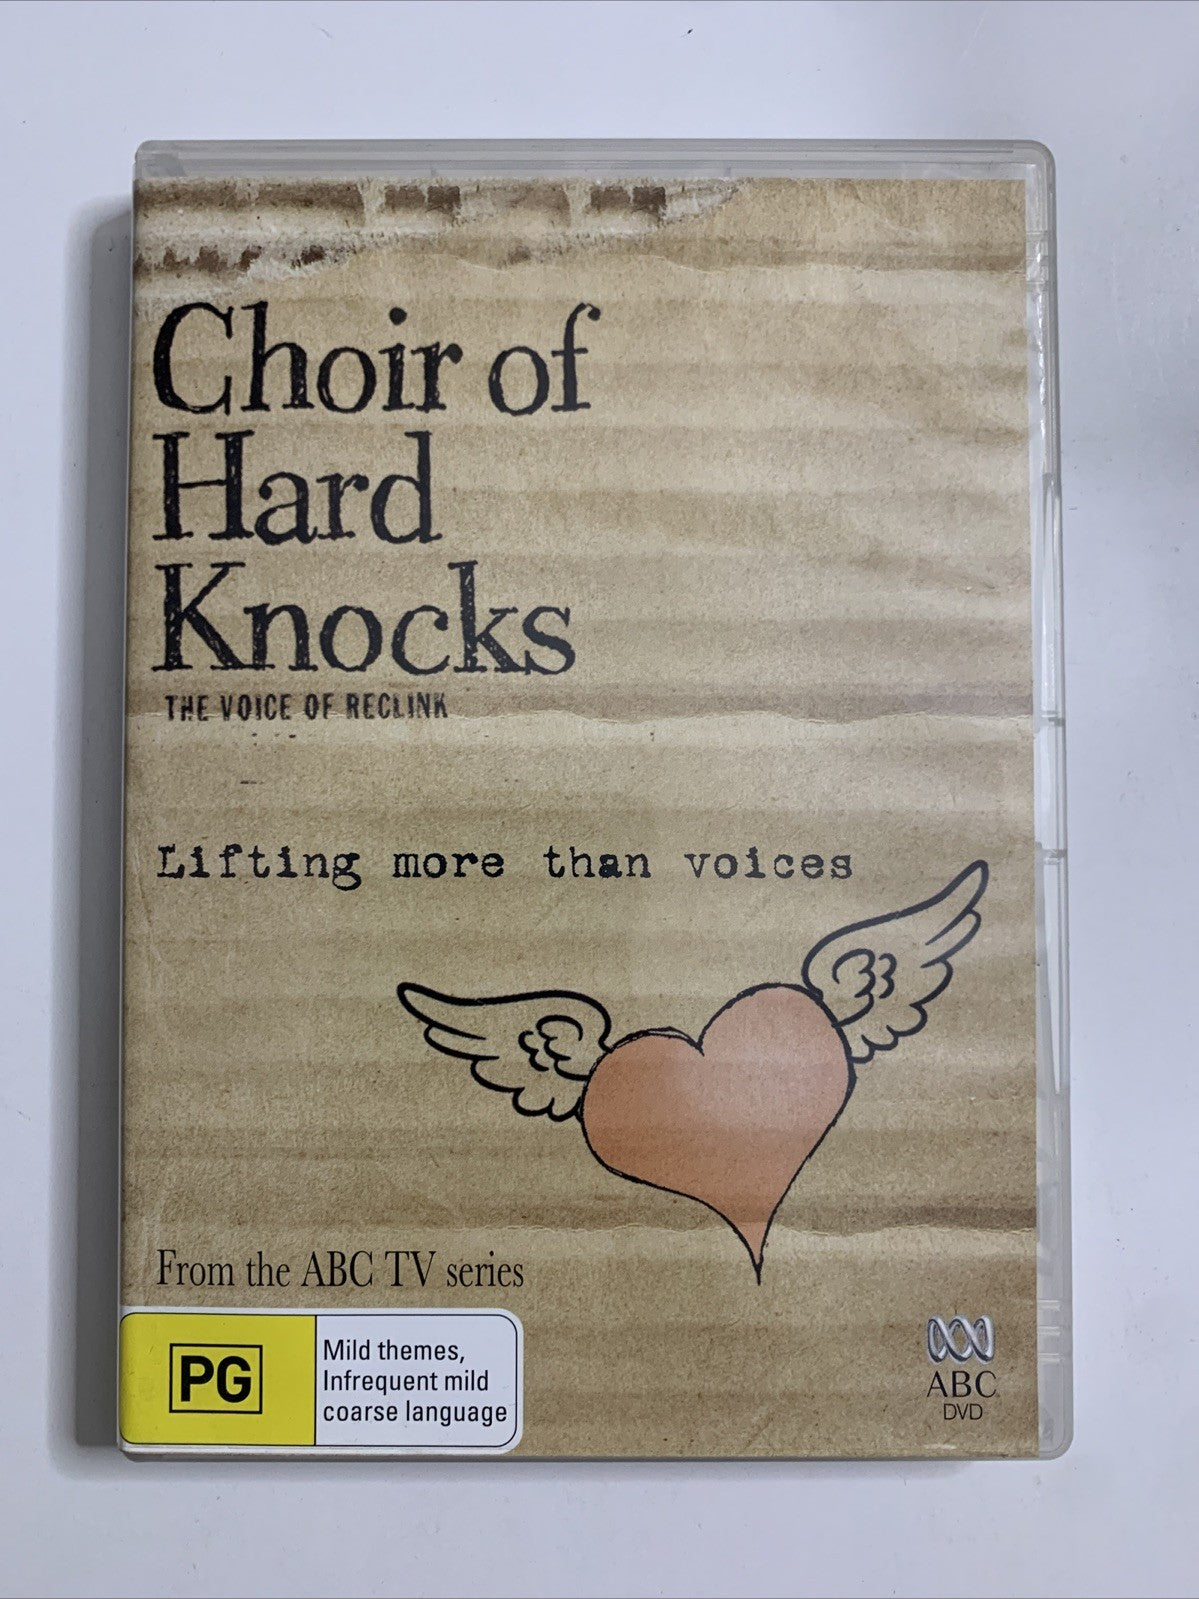 Choir of
Hard
Knocks
THE VOICE OF RECLINK
Lifting more than voices
From the ABC TV series
PG
Mild themes,
Infrequent mild
coarse language
ABC
DVD